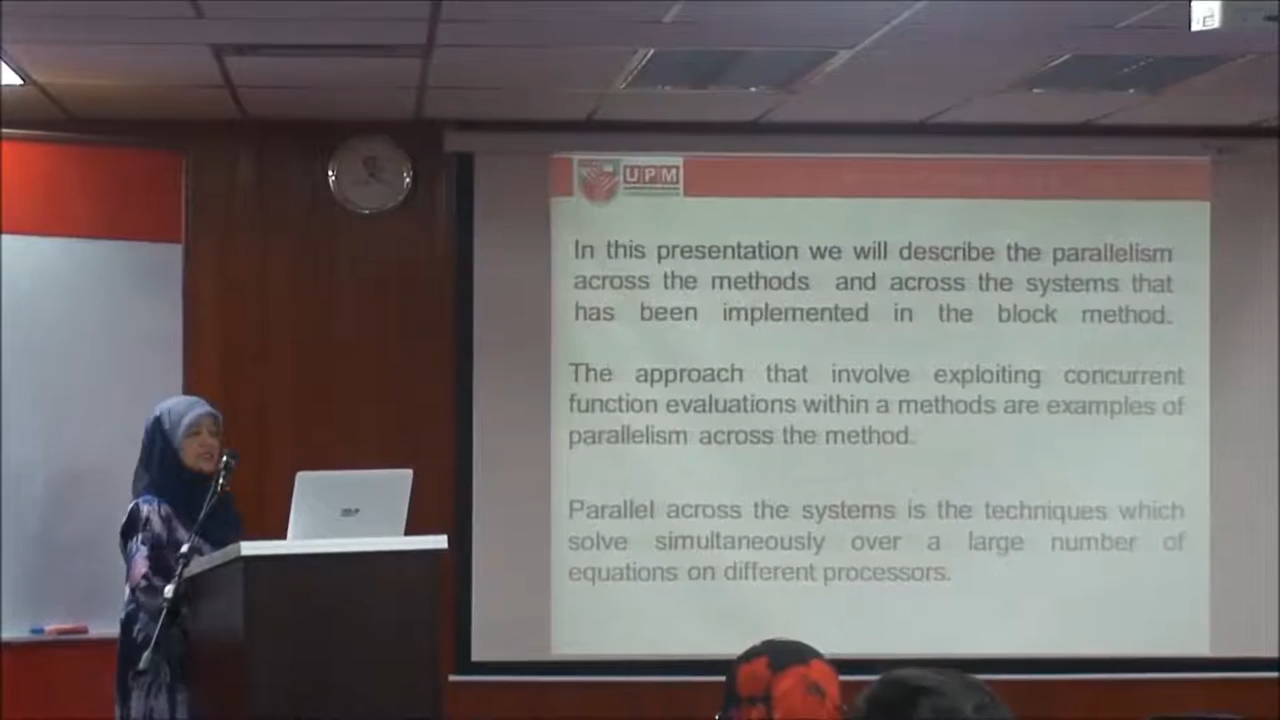 UPM
In this presentation we will describe the parallelism
across the methods and across the systems that
has been implemented in the block method.
The approach that involve exploiting concurrent
function evaluations within a methods are examples of
parallelism across the method.
Parallel across the systems is the techniques which
solve simultaneously over a large number of
equations on different processors.